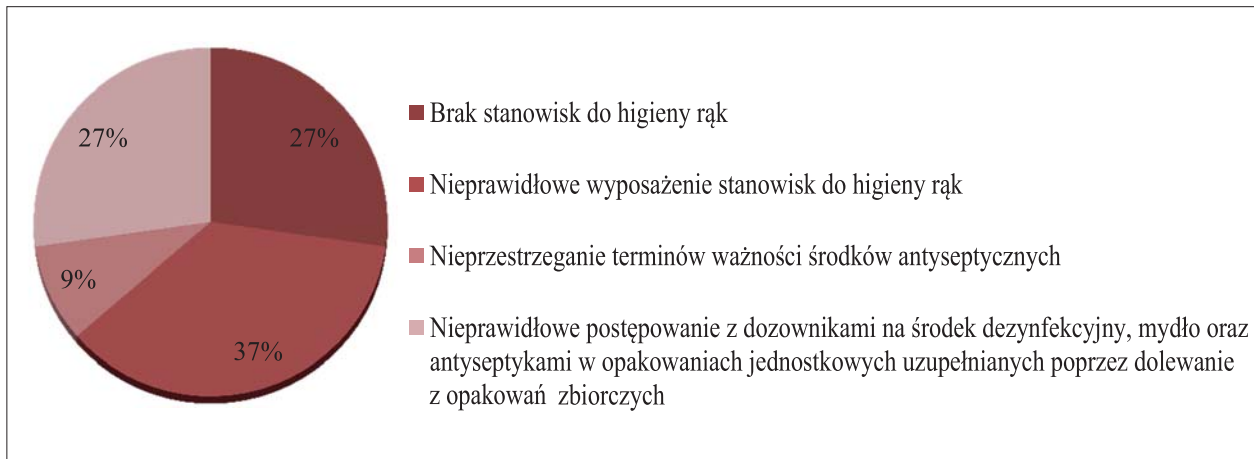 27%
27%
9%
37%
Brak stanowisk do higieny rąk
Nieprawidłowe wyposażenie stanowisk do higieny rąk
Nieprzestrzeganie terminów ważności środków antyseptycznych
Nieprawidłowe postępowanie z dozownikami na środek dezynfekcyjny, mydło oraz
antyseptykami w opakowaniach jednostkowych uzupełnianych poprzez dolewanie
z opakowań zbiorczych